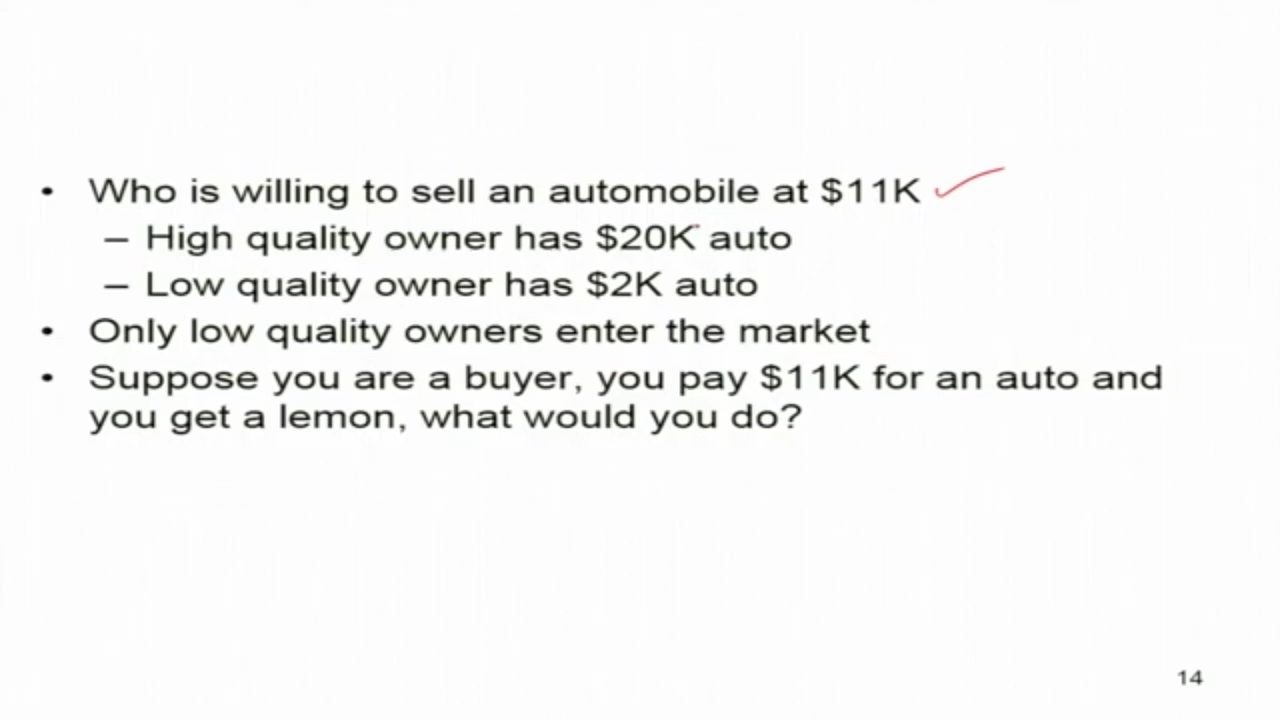 • Who is willing to sell an automobile at $11K
– High quality owner has $20K auto
– Low quality owner has $2K auto
• Only low quality owners enter the market
• Suppose you are a buyer, you pay $11K for an auto and
you get a lemon, what would you do?
14